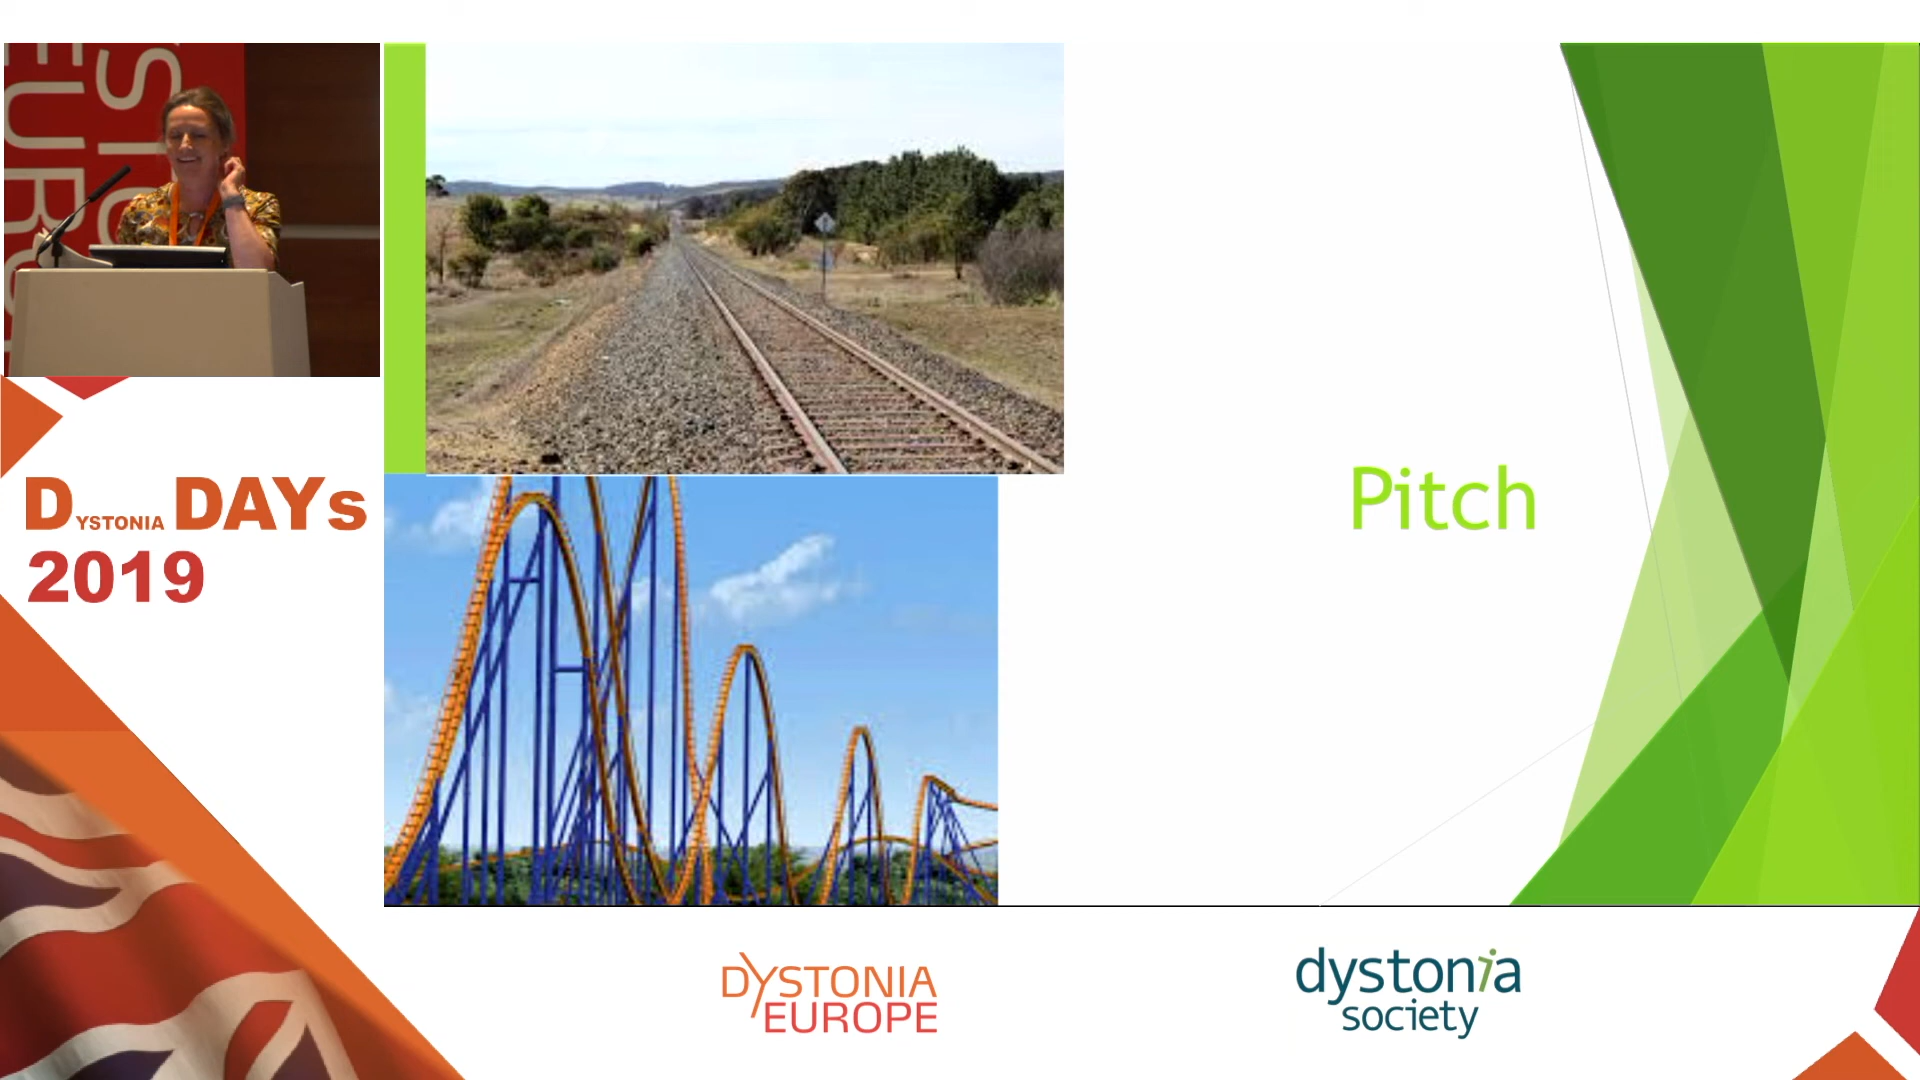 DYSTONIA DAYs
2019
Pitch
DYSTONIA
EUROPE
dystonia
society